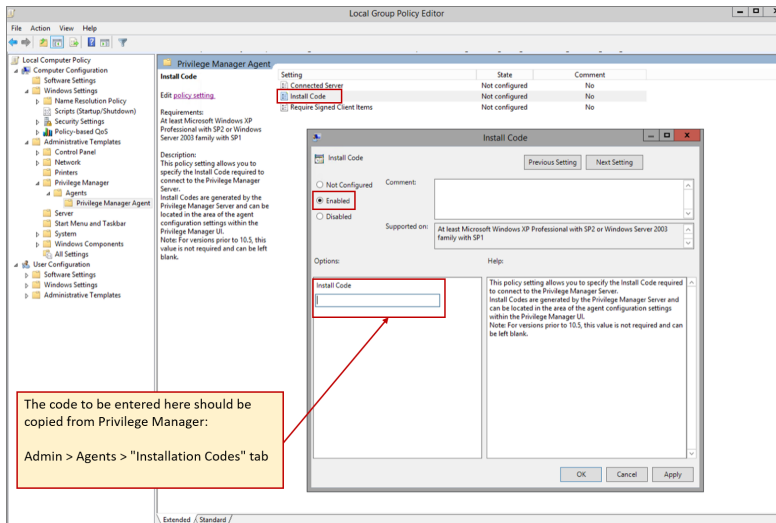 Local Group Policy Editor
File Action View Help
Local Computer Policy
Computer Configuration
Software Settings
Windows Settings
Name Resolution Policy
Scripts (Startup/Shutdown)
Security Settings
Policy-based QoS
Administrative Templates
Control Panel
Network
Printers
Privilege Manager
Agents
Privilege Manager Agent
Server
Start Menu and Taskbar
System
Windows Components
All Settings
User Configuration
Software Settings
Windows Settings
Administrative Templates
Privilege Manager Agent
Install Code
Edit policy setting
Requirements:
At least Microsoft Windows XP
Professional with SP2 or Windows
Server 2003 family with SP1
Description:
This policy setting allows you to
specify the Install Code required to
connect to the Privilege Manager
Server.
Install Codes are generated by the
Privilege Manager Server and can be
located in the area of the agent
configuration settings within the
Privilege Manager UI.
Note: For versions prior to 10.5, this
value is not required and can be left
blank.
Setting State Comment
Connected Server Not configured No
Install Code Not configured No
Require Signed Client Items Not configured No
Install Code
Install Code
Previous Setting Next Setting
Not Configured Comment:
Enabled
Disabled
Supported on: At least Microsoft Windows XP Professional with SP2 or Windows Server 2003
family with SP1
Options: Help:
Install Code
This policy setting allows you to specify the Install Code required
to connect to the Privilege Manager Server.
Install Codes are generated by the Privilege Manager Server and
can be located in the area of the agent configuration settings
within the Privilege Manager UI.
Note: For versions prior to 10.5, this value is not required and can
be left blank.
OK Cancel Apply
The code to be entered here should be
copied from Privilege Manager:
Admin > Agents > "Installation Codes" tab
Extended Standard